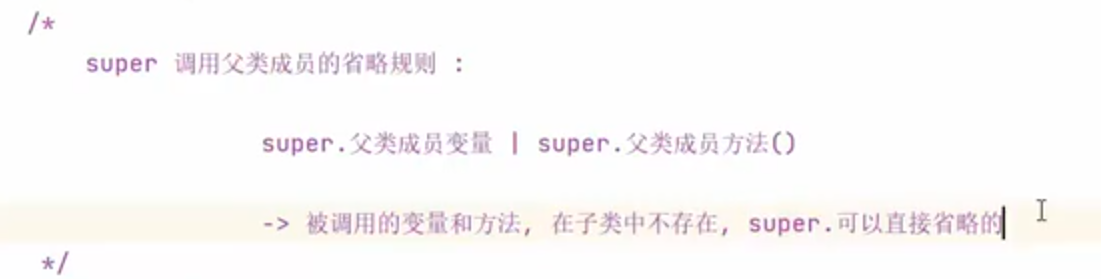 /*
super 调用父类成员的省略规则 :
super.父类成员变量 | super.父类成员方法()
-> 被调用的变量和方法, 在子类中不存在, super.可以直接省略的
*/